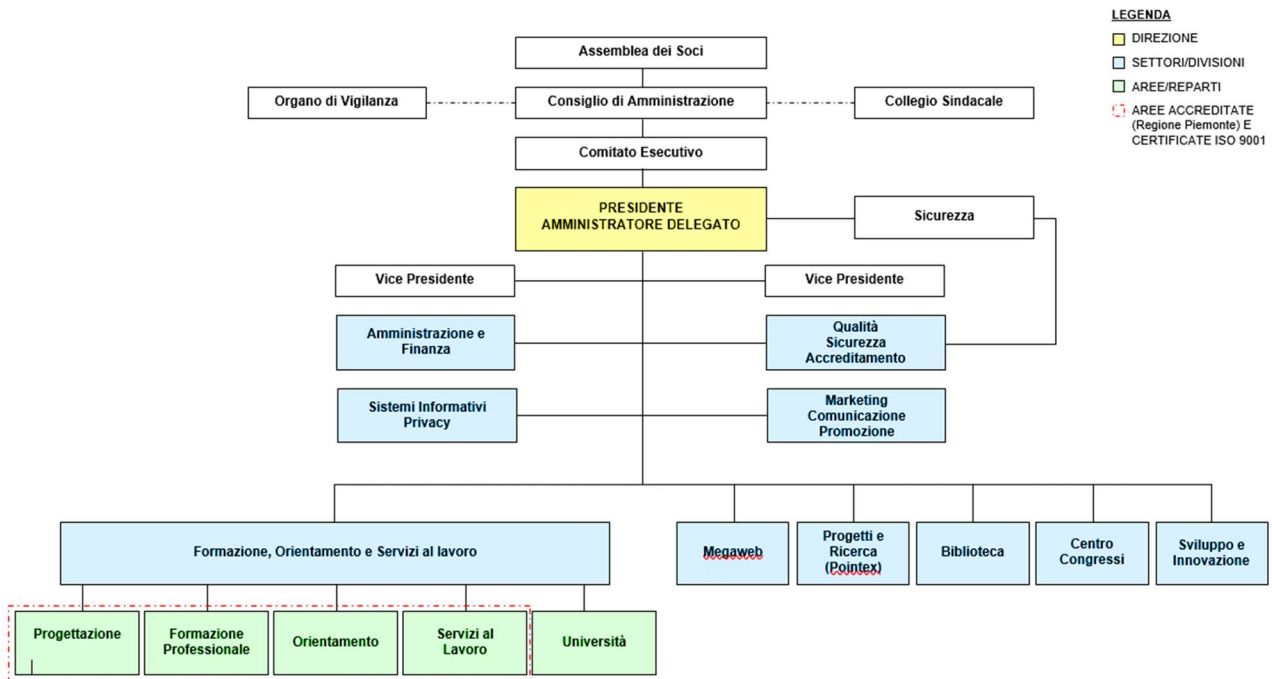 LEGENDA
DIREZIONE
SETTORI/DIVISIONI
AREE/REPARTI
AREE ACCREDITATE
(Regione Piemonte) E
CERTIFICATE ISO 9001
Assemblea dei Soci
Organo di Vigilanza
Consiglio di Amministrazione
Collegio Sindacale
Comitato Esecutivo
PRESIDENTE
AMMINISTRATORE DELEGATO
Sicurezza
Vice Presidente
Vice Presidente
Amministrazione e
Finanza
Qualità
Sicurezza
Accreditamento
Sistemi Informativi
Privacy
Marketing
Comunicazione
Promozione
Formazione, Orientamento e Servizi al lavoro
Megaweb
Progetti e
Ricerca
(Pointex)
Biblioteca
Centro
Congressi
Sviluppo e
Innovazione
Progettazione
Formazione
Professionale
Orientamento
Servizi al
Lavoro
Università